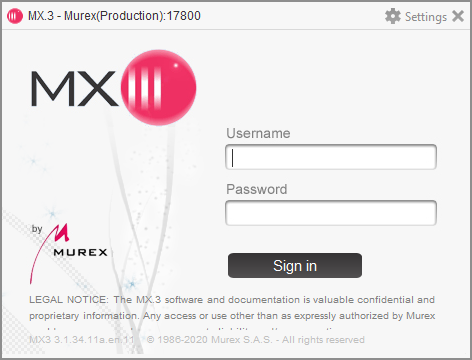 MX.3 - Murex(Production):17800
Settings
MX
Username
Password
by
MUREX
Sign in
LEGAL NOTICE: The MX.3 software and documentation is valuable confidential and
proprietary information. Any access or use other than as expressly authorized by Murex
MX3 3.1.34.11a.en.11 © 1986-2020 Murex S.A.S. - All rights reserved